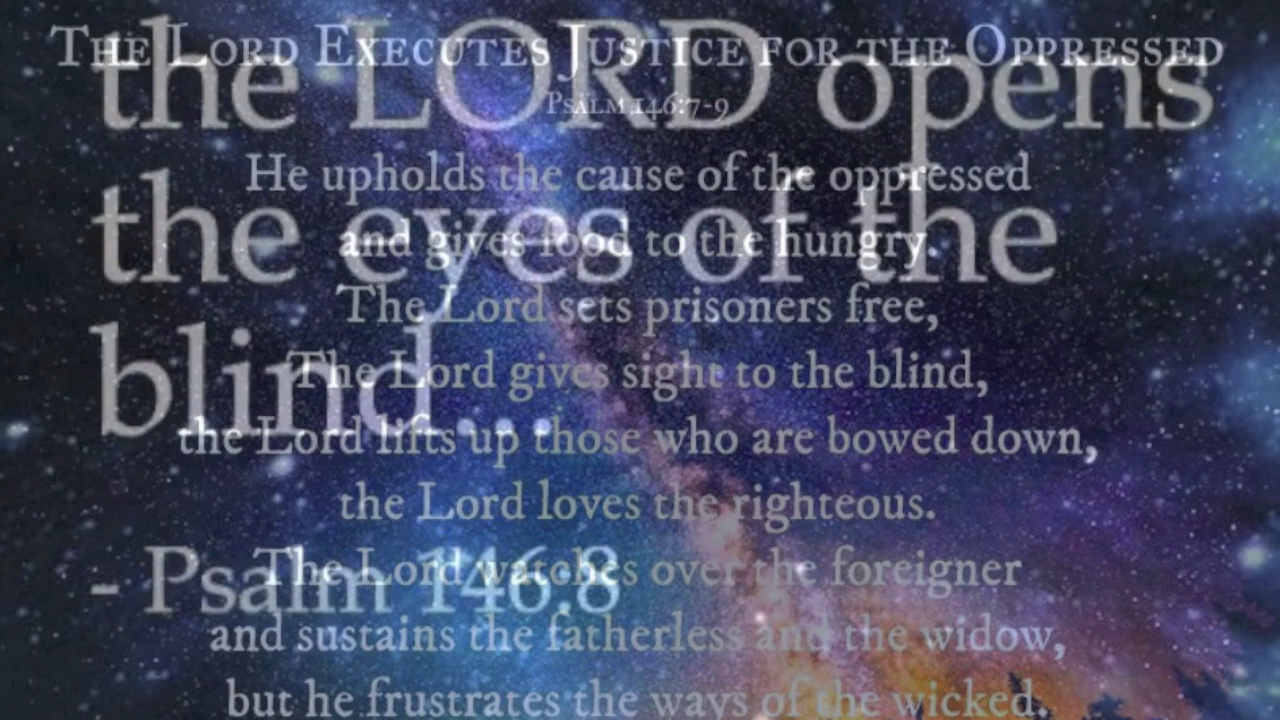 the LORD opens
the eyes of the
blind...
- Psalm 146:8
The Lord Executes Justice for the Oppressed
Psalm 146:7-9
He upholds the cause of the oppressed
and gives food to the hungry.
The Lord sets prisoners free,
The Lord gives sight to the blind,
the Lord lifts up those who are bowed down,
the Lord loves the righteous.
The Lord watches over the foreigner
and sustains the fatherless and the widow,
but he frustrates the ways of the wicked.